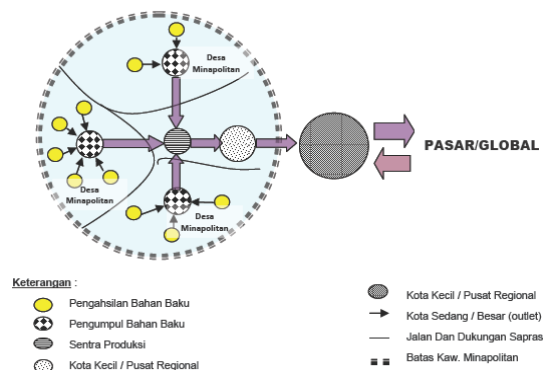 Desa
Minapolitan
Desa
Minapolitan
Desa
Minapolitan
PASAR/GLOBAL
Keterangan :
Pengahsilan Bahan Baku
Pengumpul Bahan Baku
Sentra Produksi
Kota Kecil / Pusat Regional
Kota Kecil / Pusat Regional
Kota Sedang / Besar (outlet)
Jalan Dan Dukungan Sapras
Batas Kaw. Minapolitan